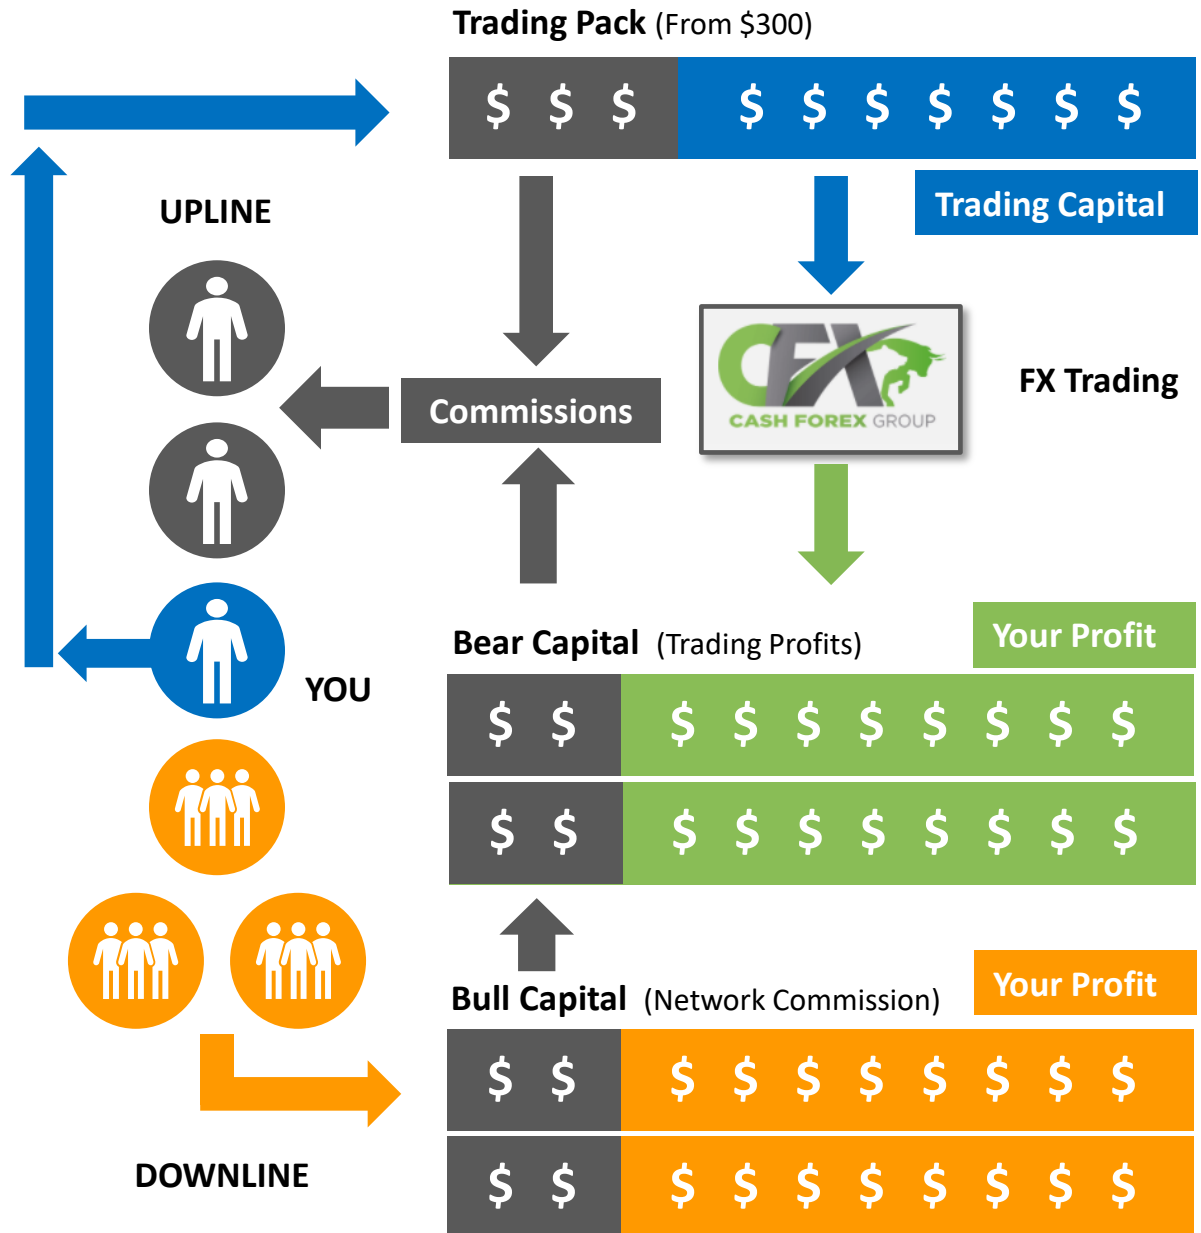 Trading Pack (From $300)
$ $ $ $ $ $ $ $ $ $
Trading Capital
UPLINE
CFX
CASH FOREX GROUP
FX Trading
Commissions
Your Profit
Bear Capital (Trading Profits)
YOU
$ $ $ $ $ $ $ $ $ $
$ $ $ $ $ $ $ $ $ $
Your Profit
Bull Capital (Network Commission)
$ $ $ $ $ $ $ $ $ $
$ $ $ $ $ $ $ $ $ $
DOWNLINE